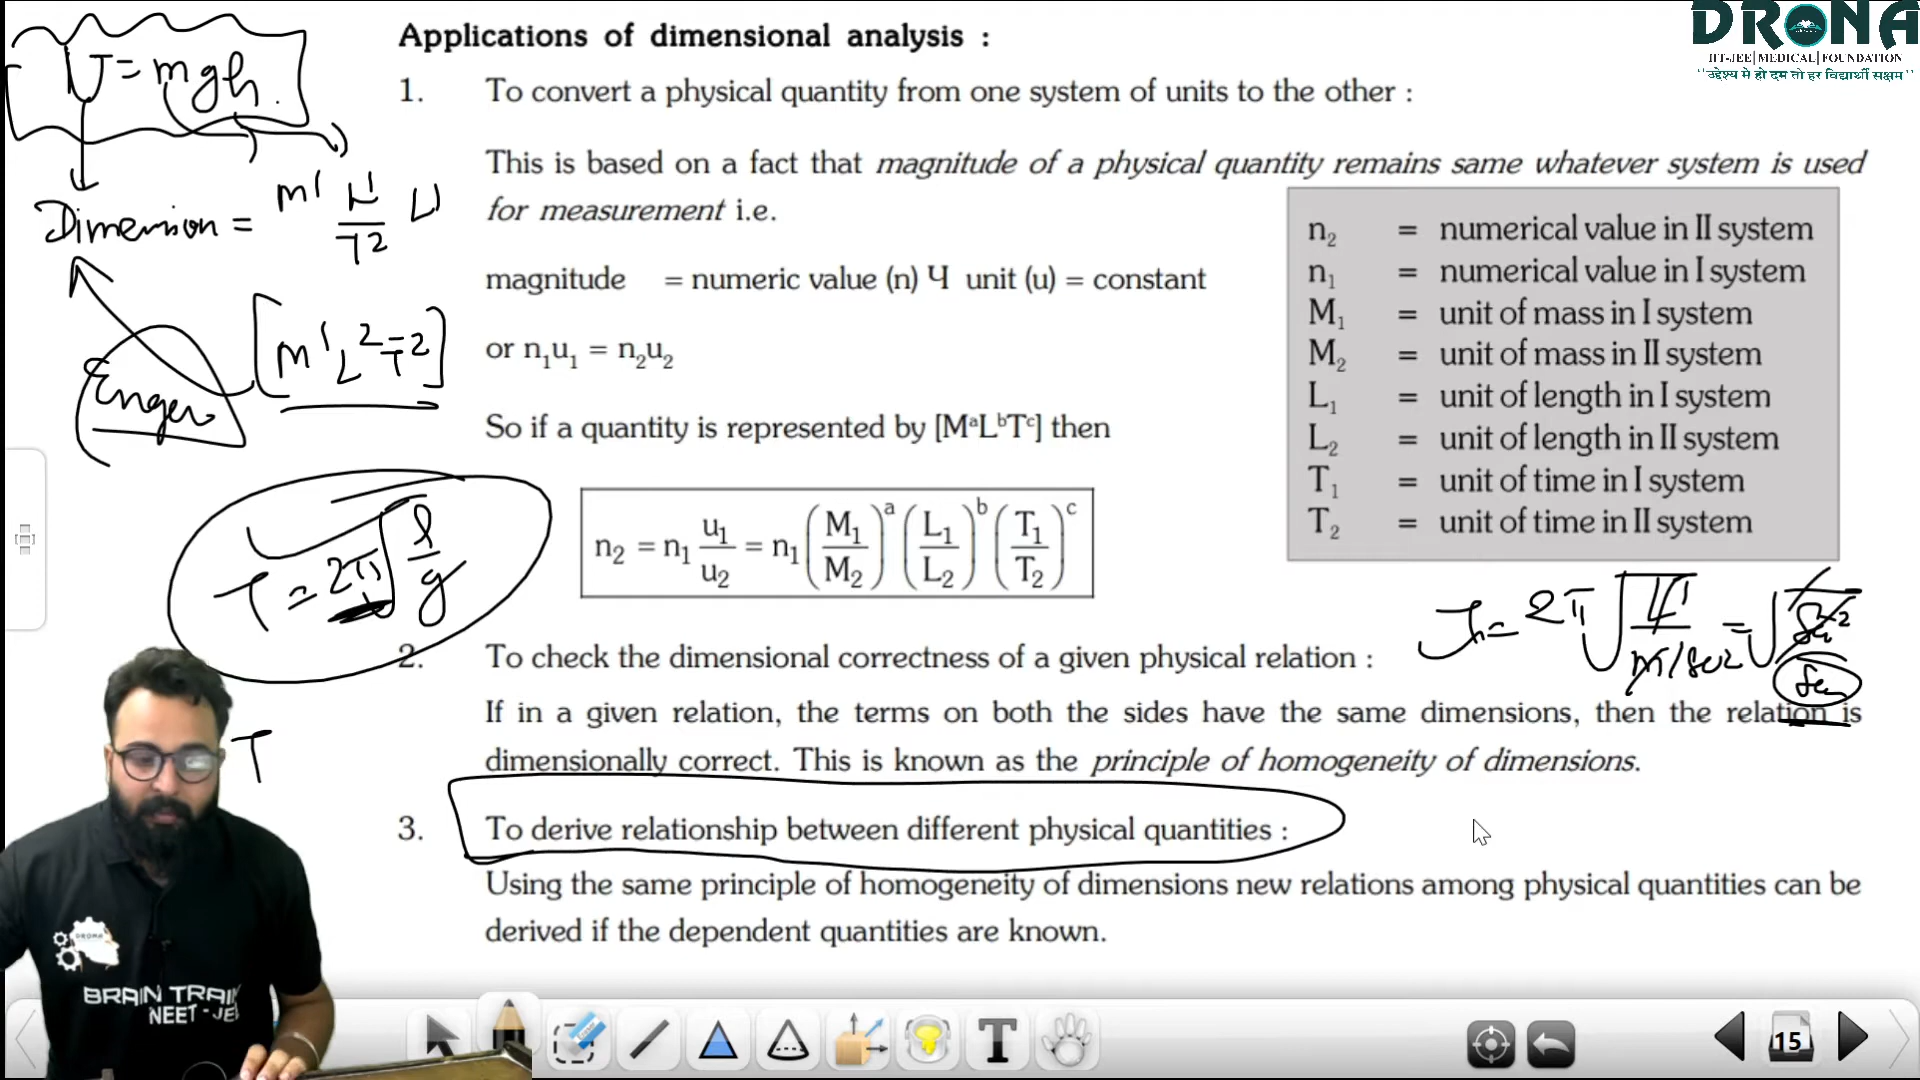 Applications of dimensional analysis :
DRONA
IIT-JEE | MEDICAL | FOUNDATION
"उद्देश्य मे हो दम तो हर विद्यार्थी सक्षम"
U = mgh.
1. To convert a physical quantity from one system of units to the other :
This is based on a fact that magnitude of a physical quantity remains same whatever system is used
for measurement i.e.
Dimension = M¹ L¹/T² L¹
[M¹L²T⁻²]
magnitude = numeric value (n) Ч unit (u) = constant
or n₁u₁ = n₂u₂
So if a quantity is represented by [MᵃLᵇTᶜ] then
n₂ = n₁ u₁/u₂ = n₁ (M₁/M₂)ᵃ (L₁/L₂)ᵇ (T₁/T₂)ᶜ
n₂ = numerical value in II system
n₁ = numerical value in I system
M₁ = unit of mass in I system
M₂ = unit of mass in II system
L₁ = unit of length in I system
L₂ = unit of length in II system
T₁ = unit of time in I system
T₂ = unit of time in II system
T = 2π√(l/g)
2. To check the dimensional correctness of a given physical relation :
If in a given relation, the terms on both the sides have the same dimensions, then the relation is
dimensionally correct. This is known as the principle of homogeneity of dimensions.
T
3. To derive relationship between different physical quantities :
Using the same principle of homogeneity of dimensions new relations among physical quantities can be
derived if the dependent quantities are known.
DRONA
BRAIN TRAIN
NEET - JEE
T
15